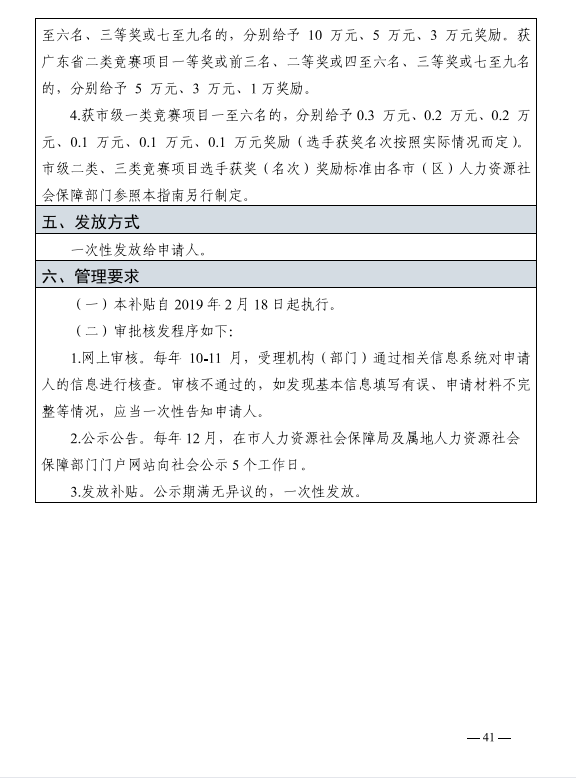 至六名、三等奖或七至九名的，分别给予 10 万元、5 万元、3 万元奖励。获
广东省二类竞赛项目一等奖或前三名、二等奖或四至六名、三等奖或七至九名
的，分别给予 5 万元、3 万元、1万奖励。
4.获市级一类竞赛项目一至六名的，分别给予0.3 万元、0.2 万元、0.2 万
元、0.1 万元、0.1 万元、0.1 万元奖励（选手获奖名次按照实际情况而定）。
市级二类、三类竞赛项目选手获奖（名次）奖励标准由各市（区）人力资源社
会保障部门参照本指南另行制定。
五、发放方式
一次性发放给申请人。
六、管理要求
（一）本补贴自 2019 年 2 月 18 日起执行。
（二）审批核发程序如下：
1.网上审核。每年 10-11 月，受理机构（部门）通过相关信息系统对申请
人的信息进行核查。审核不通过的，如发现基本信息填写有误、申请材料不完
整等情况，应当一次性告知申请人。
2.公示公告。每年 12 月，在市人力资源社会保障局及属地人力资源社会
保障部门门户网站向社会公示 5 个工作日。
3.发放补贴。公示期满无异议的，一次性发放。
— 41 —